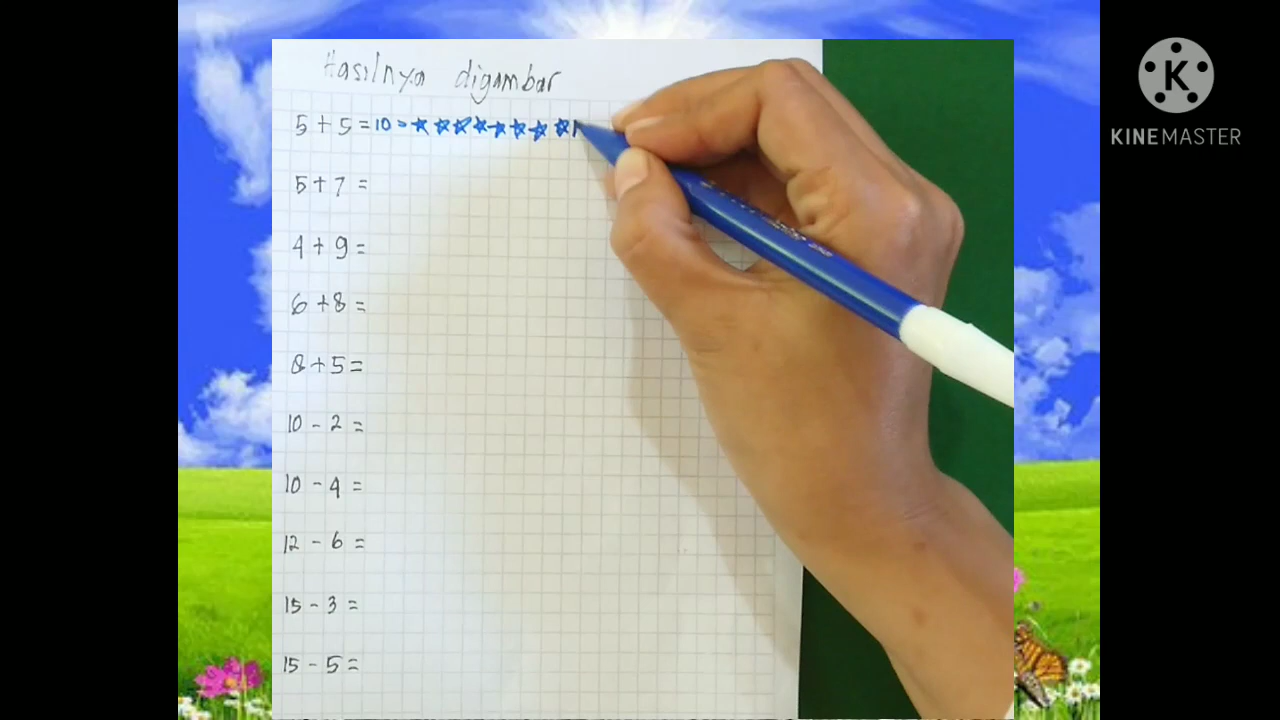 Hasilnya digambar
5 + 5 = 10 =
5 + 7 =
4 + 9 =
6 + 8 =
8 + 5 =
10 - 2 =
10 - 4 =
12 - 6 =
15 - 3 =
15 - 5 =
K
KINEMASTER